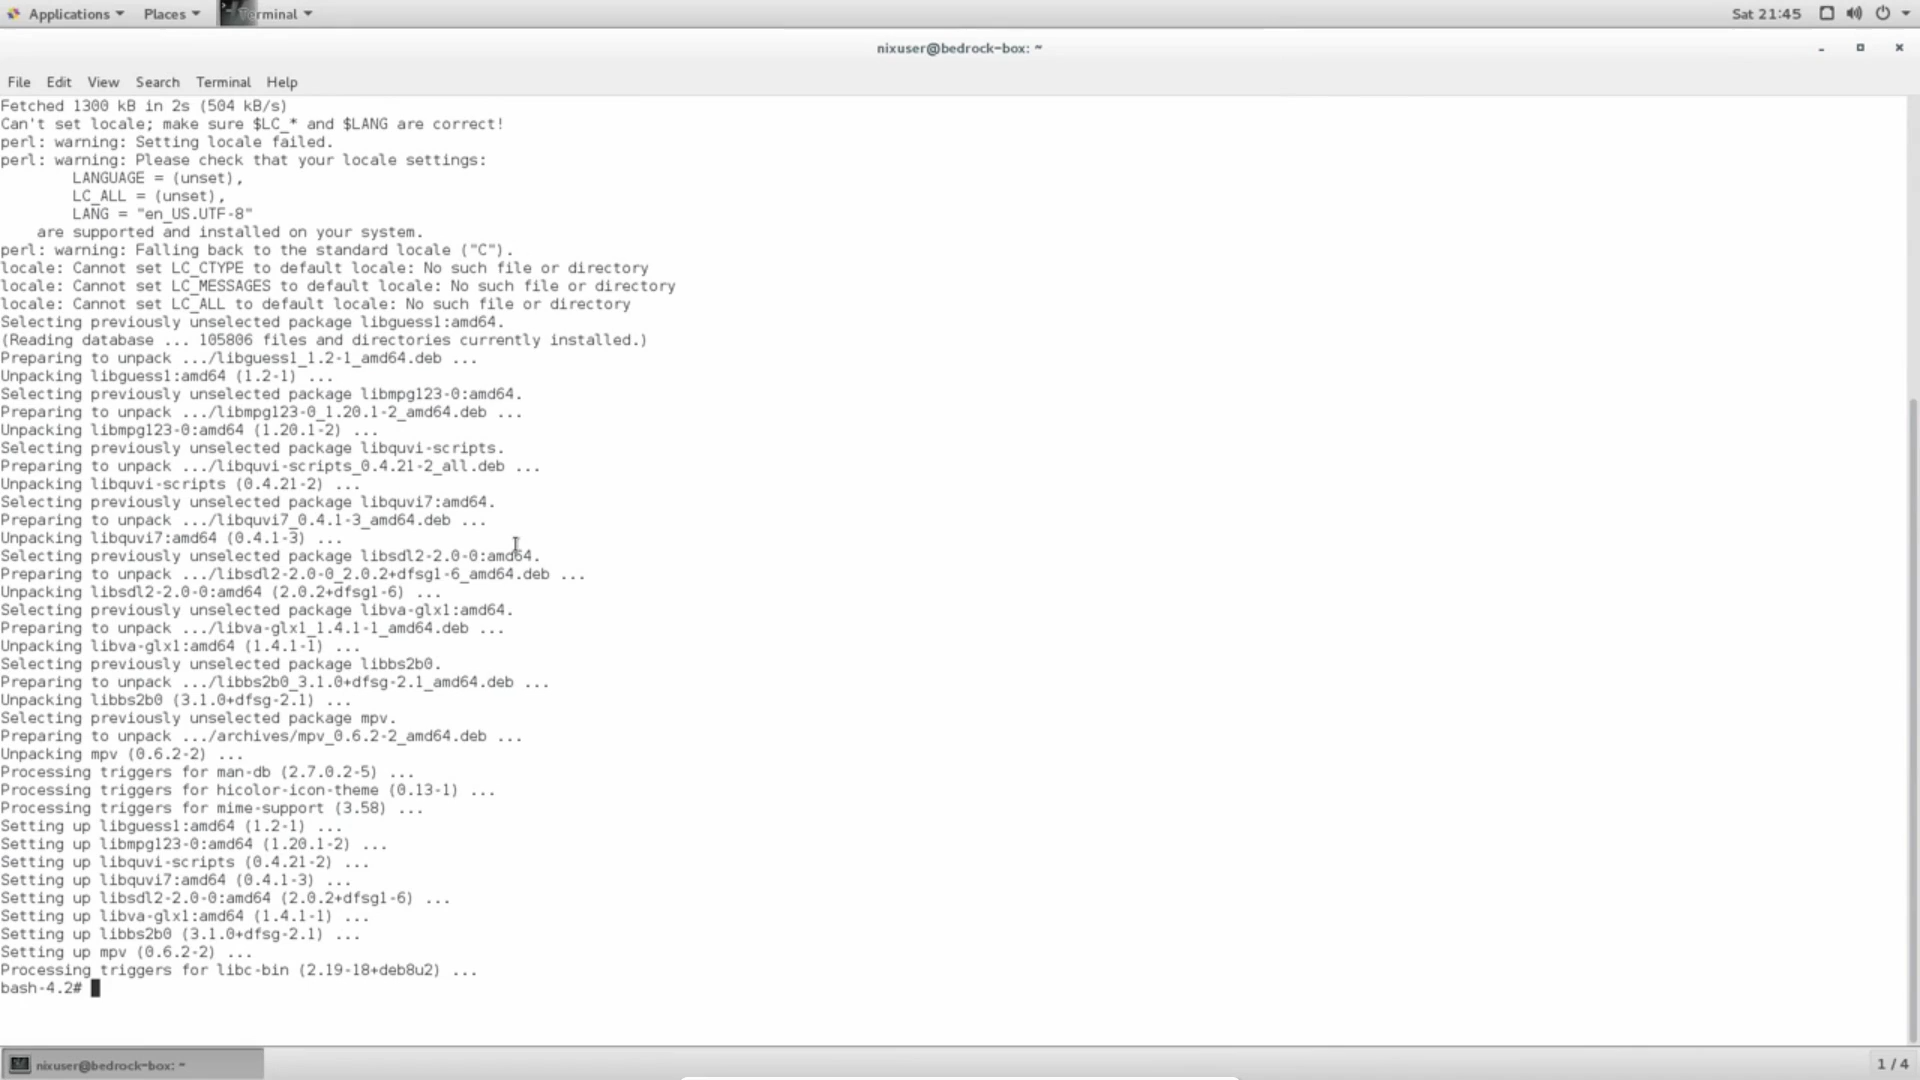 Applications Places Terminal Sat 21:45
nixuser@bedrock-box: ~
File Edit View Search Terminal Help
Fetched 1300 kB in 2s (504 kB/s)
Can't set locale; make sure $LC_* and $LANG are correct!
perl: warning: Setting locale failed.
perl: warning: Please check that your locale settings:
LANGUAGE = (unset),
LC_ALL = (unset),
LANG = "en_US.UTF-8"
are supported and installed on your system.
perl: warning: Falling back to the standard locale ("C").
locale: Cannot set LC_CTYPE to default locale: No such file or directory
locale: Cannot set LC_MESSAGES to default locale: No such file or directory
locale: Cannot set LC_ALL to default locale: No such file or directory
Selecting previously unselected package libguess1:amd64.
(Reading database ... 105806 files and directories currently installed.)
Preparing to unpack .../libguess1_1.2-1_amd64.deb ...
Unpacking libguess1:amd64 (1.2-1) ...
Selecting previously unselected package libmpg123-0:amd64.
Preparing to unpack .../libmpg123-0_1.20.1-2_amd64.deb ...
Unpacking libmpg123-0:amd64 (1.20.1-2) ...
Selecting previously unselected package libquvi-scripts.
Preparing to unpack .../libquvi-scripts_0.4.21-2_all.deb ...
Unpacking libquvi-scripts (0.4.21-2) ...
Selecting previously unselected package libquvi7:amd64.
Preparing to unpack .../libquvi7_0.4.1-3_amd64.deb ...
Unpacking libquvi7:amd64 (0.4.1-3) ...
Selecting previously unselected package libsdl2-2.0-0:amd64.
Preparing to unpack .../libsdl2-2.0-0_2.0.2+dfsg1-6_amd64.deb ...
Unpacking libsdl2-2.0-0:amd64 (2.0.2+dfsg1-6) ...
Selecting previously unselected package libva-glx1:amd64.
Preparing to unpack .../libva-glx1_1.4.1-1_amd64.deb ...
Unpacking libva-glx1:amd64 (1.4.1-1) ...
Selecting previously unselected package libbs2b0.
Preparing to unpack .../libbs2b0_3.1.0+dfsg-2.1_amd64.deb ...
Unpacking libbs2b0 (3.1.0+dfsg-2.1) ...
Selecting previously unselected package mpv.
Preparing to unpack .../archives/mpv_0.6.2-2_amd64.deb ...
Unpacking mpv (0.6.2-2) ...
Processing triggers for man-db (2.7.0.2-5) ...
Processing triggers for hicolor-icon-theme (0.13-1) ...
Processing triggers for mime-support (3.58) ...
Setting up libguess1:amd64 (1.2-1) ...
Setting up libmpg123-0:amd64 (1.20.1-2) ...
Setting up libquvi-scripts (0.4.21-2) ...
Setting up libquvi7:amd64 (0.4.1-3) ...
Setting up libsdl2-2.0-0:amd64 (2.0.2+dfsg1-6) ...
Setting up libva-glx1:amd64 (1.4.1-1) ...
Setting up libbs2b0 (3.1.0+dfsg-2.1) ...
Setting up mpv (0.6.2-2) ...
Processing triggers for libc-bin (2.19-18+deb8u2) ...
bash-4.2#
nixuser@bedrock-box: ~ 1 / 4